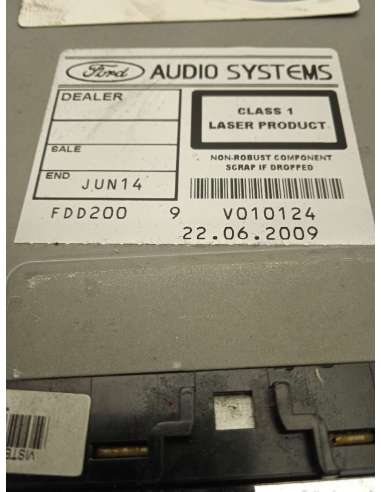 Ford AUDIO SYSTEMS
DEALER
CLASS 1
LASER PRODUCT
SALE
NON-ROBUST COMPONENT
SCRAP IF DROPPED
END JUN14
FDD200 9 V010124
22.06.2009
VISTE